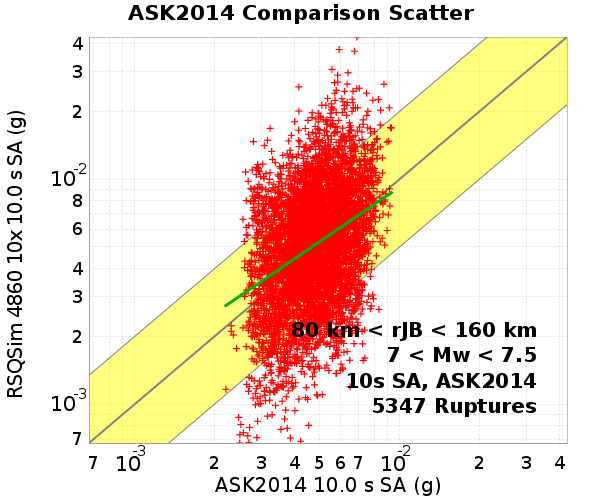 ASK2014 Comparison Scatter
RSQSim 4860 10x 10.0 s SA (g)
4
3
2
10-2
8
6
4
3
2
10-3
7
80 km < rJB < 160 km
7 < Mw < 7.5
10s SA, ASK2014
5347 Ruptures
7 10-3 2 3 4 5 6 7 10-2 2 3 4
ASK2014 10.0 s SA (g)